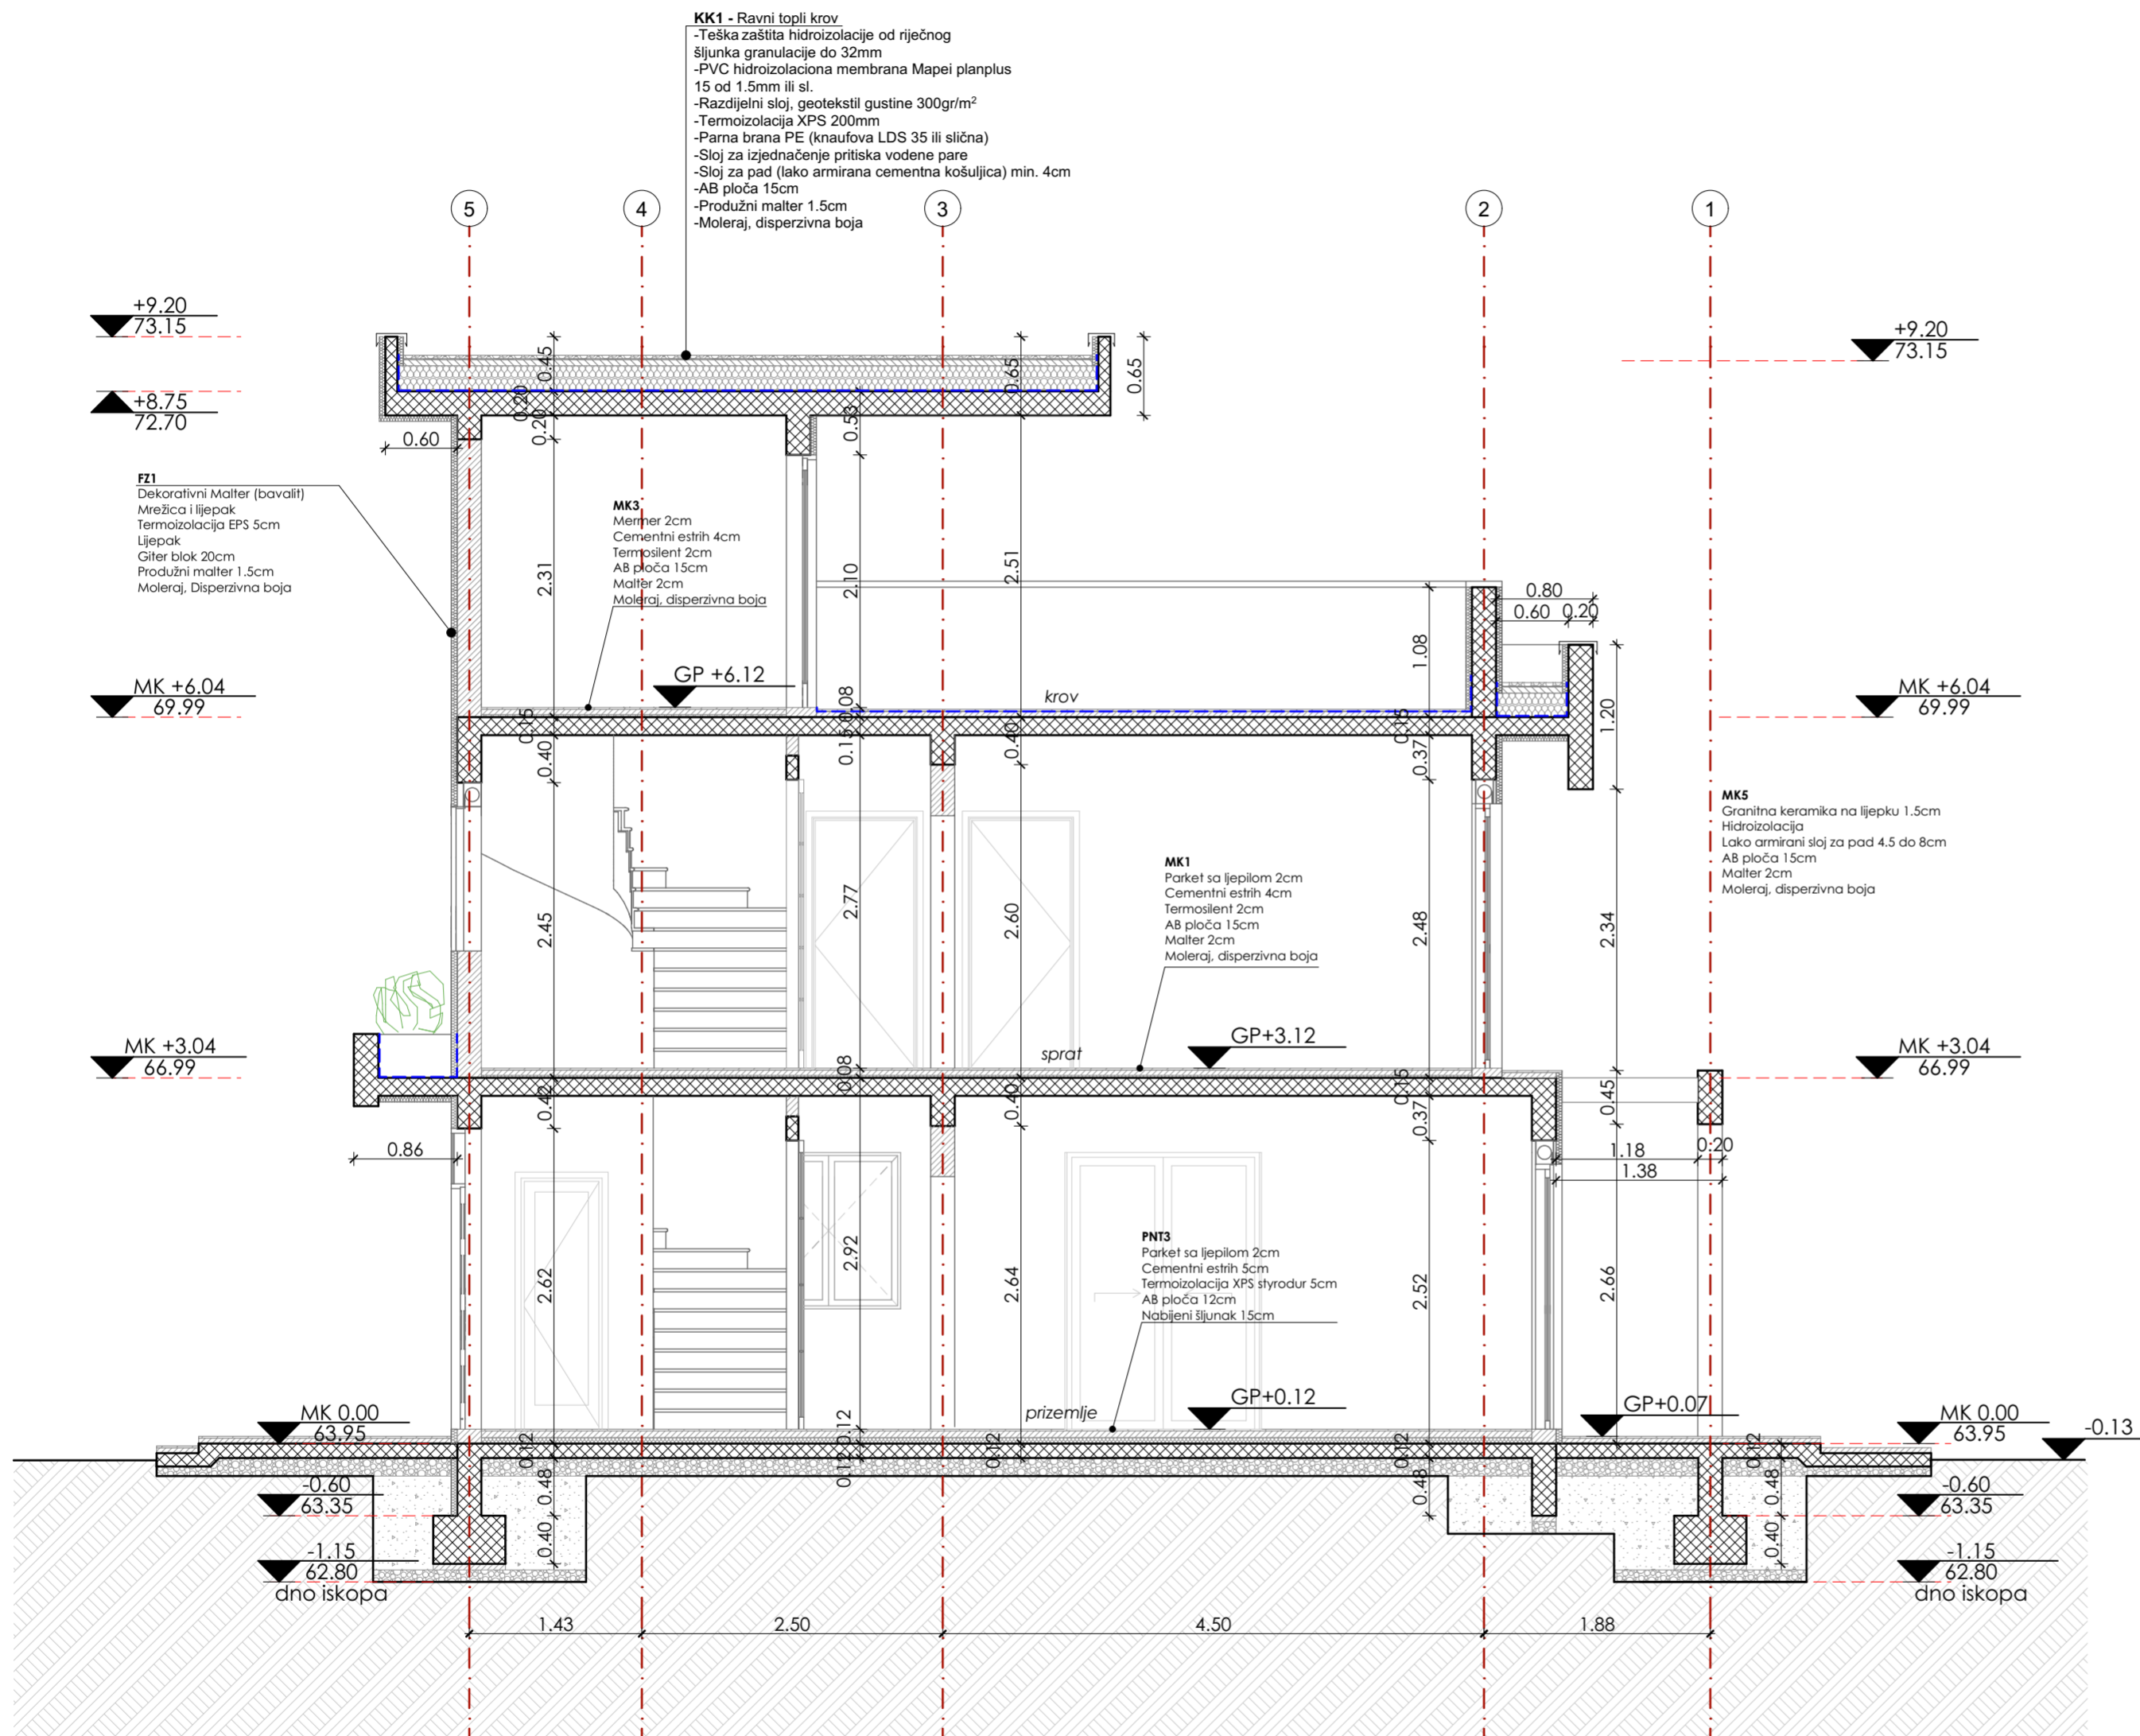 KK1 - Ravni topli krov
-Teška zaštita hidroizolacije od riječnog
šljunka granulacije do 32mm
-PVC hidroizolaciona membrana Mapei planplus
15 od 1.5mm ili sl.
-Razdijelni sloj, geotekstil gustine 300gr/m²
-Termoizolacija XPS 200mm
-Parna brana PE (knaufova LDS 35 ili slična)
-Sloj za izjednačenje pritiska vodene pare
-Sloj za pad (lako armirana cementna košuljica) min. 4cm
-AB ploča 15cm
-Produžni malter 1.5cm
-Moleraj, disperzivna boja
5 4 3 2 1
+9.20
73.15
+9.20
73.15
+8.75
72.70
0.45
0.20
0.20
0.53
0.65
0.65
0.60
FZ1
Dekorativni Malter (bavalit)
Mrežica i lijepak
Termoizolacija EPS 5cm
Lijepak
Giter blok 20cm
Produžni malter 1.5cm
Moleraj, Disperzivna boja
MK3
Mermer 2cm
Cementni estrih 4cm
Termosilent 2cm
AB ploča 15cm
Malter 2cm
Moleraj, disperzivna boja
2.31
2.10
2.51
0.80
0.60 0.20
1.08
1.20
GP +6.12
krov
MK +6.04
69.99
MK +6.04
69.99
0.15
0.40
0.08
0.15
0.40
0.15
0.37
MK5
Granitna keramika na lijepku 1.5cm
Hidroizolacija
Lako armirani sloj za pad 4.5 do 8cm
AB ploča 15cm
Malter 2cm
Moleraj, disperzivna boja
MK1
Parket sa ljepilom 2cm
Cementni estrih 4cm
Termosilent 2cm
AB ploča 15cm
Malter 2cm
Moleraj, disperzivna boja
2.45
2.77
2.60
2.48
2.34
GP+3.12
sprat
MK +3.04
66.99
MK +3.04
66.99
0.42
0.08
0.40
0.15
0.37
0.45
0.86
1.18
0.20
1.38
PNT3
Parket sa ljepilom 2cm
Cementni estrih 5cm
Termoizolacija XPS styrodur 5cm
AB ploča 12cm
Nabijeni šljunak 15cm
2.62
2.92
2.64
2.52
2.66
GP+0.12
prizemlje
GP+0.07
MK 0.00
63.95
MK 0.00
63.95
-0.13
0.12
0.12
0.12
0.12
0.12
0.12
0.48
0.48
0.48
0.40
0.40
-0.60
63.35
-0.60
63.35
-1.15
62.80
dno iskopa
-1.15
62.80
dno iskopa
1.43
2.50
4.50
1.88